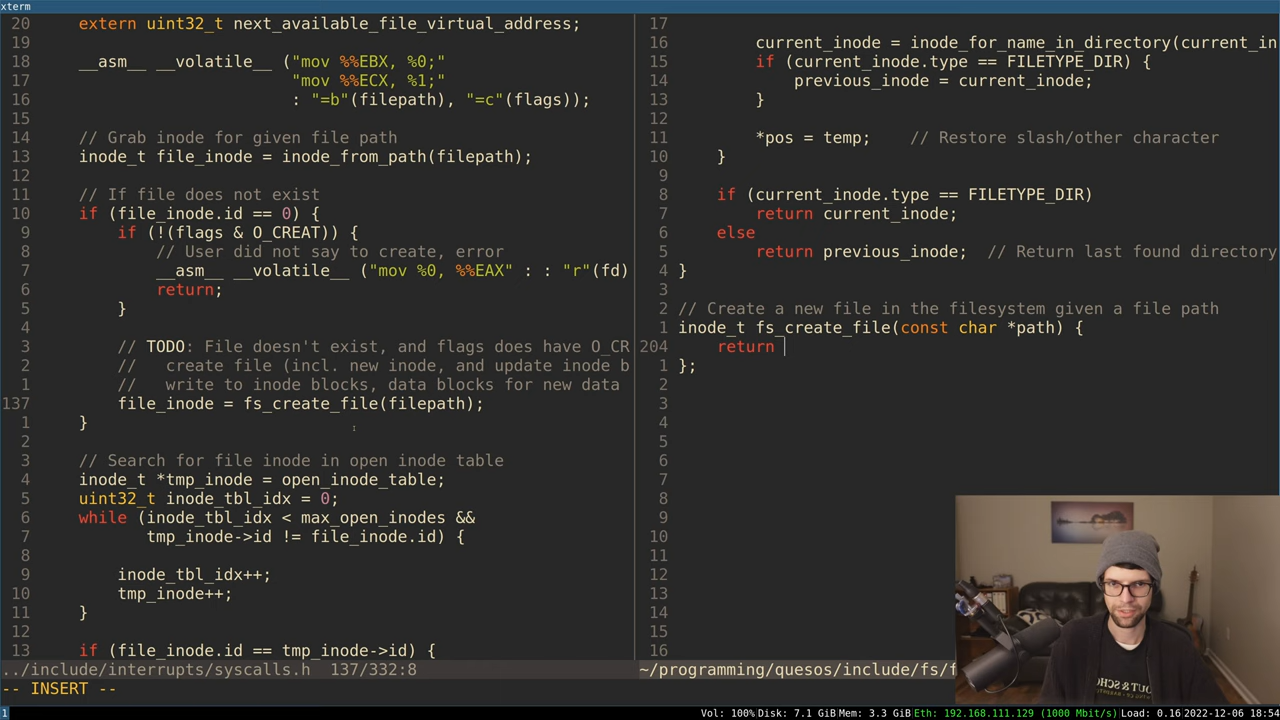 xterm
20 extern uint32_t next_available_file_virtual_address;
19
18 __asm__ __volatile__ ("mov %%EBX, %0;"
17 "mov %%ECX, %1;"
16 : "=b"(filepath), "=c"(flags));
15
14 // Grab inode for given file path
13 inode_t file_inode = inode_from_path(filepath);
12
11 // If file does not exist
10 if (file_inode.id == 0) {
9 if (!(flags & O_CREAT)) {
8 // User did not say to create, error
7 __asm__ __volatile__ ("mov %0, %%EAX" : : "r"(fd)
6 return;
5 }
4
3 // TODO: File doesn't exist, and flags does have O_CR
2 // create file (incl. new inode, and update inode b
1 // write to inode blocks, data blocks for new data
137 file_inode = fs_create_file(filepath);
1 }
2
3 // Search for file inode in open inode table
4 inode_t *tmp_inode = open_inode_table;
5 uint32_t inode_tbl_idx = 0;
6 while (inode_tbl_idx < max_open_inodes &&
7 tmp_inode->id != file_inode.id) {
8
9 inode_tbl_idx++;
10 tmp_inode++;
11 }
12
13 if (file_inode.id == tmp_inode->id) {
../include/interrupts/syscalls.h 137/332:8
-- INSERT --
17
16 current_inode = inode_for_name_in_directory(current_in
15 if (current_inode.type == FILETYPE_DIR) {
14 previous_inode = current_inode;
13 }
12
11 *pos = temp; // Restore slash/other character
10 }
9
8 if (current_inode.type == FILETYPE_DIR)
7 return current_inode;
6 else
5 return previous_inode; // Return last found directory
4 }
3
2 // Create a new file in the filesystem given a file path
1 inode_t fs_create_file(const char *path) {
204 return
1 };
2
3
4
5
6
7
8
9
10
11
12
13
14
15
16
~/programming/quesos/include/fs/f
1
Vol: 100% Disk: 7.1 GiB Mem: 3.3 GiB Eth: 192.168.111.129 (1000 Mbit/s) Load: 0.16 2022-12-06 18:54